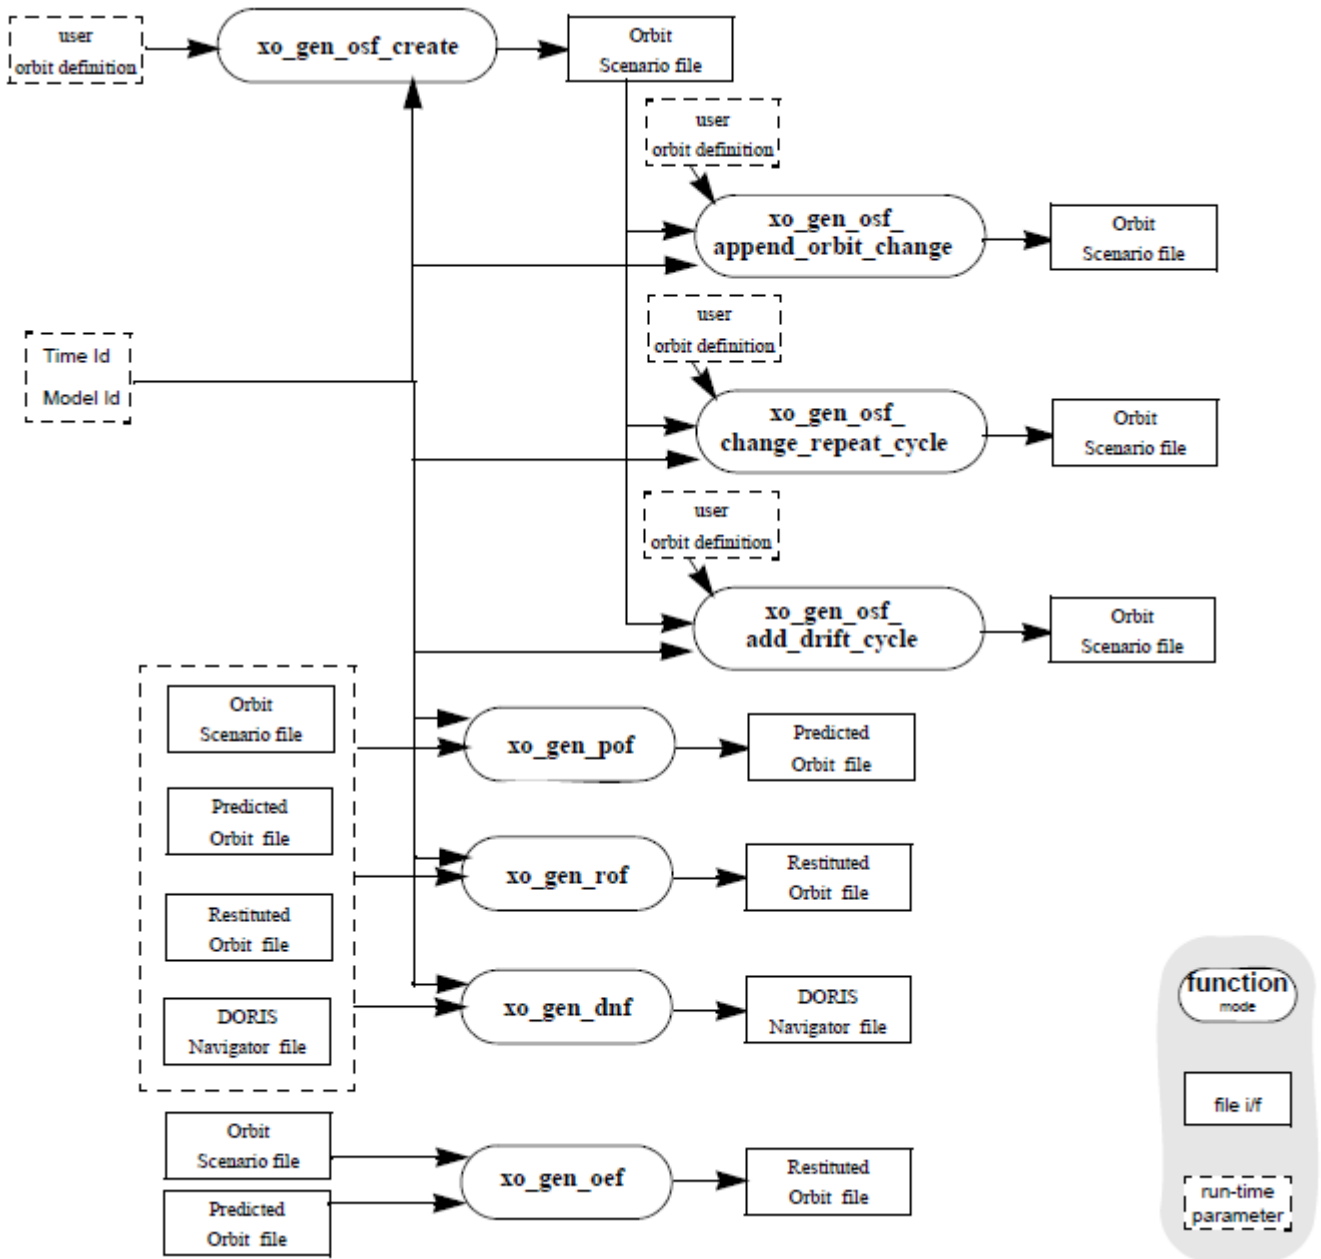 user
orbit definition
xo_gen_osf_create
Orbit
Scenario file
user
orbit definition
xo_gen_osf_
append_orbit_change
Orbit
Scenario file
user
orbit definition
Time Id
Model Id
xo_gen_osf_
change_repeat_cycle
Orbit
Scenario file
user
orbit definition
xo_gen_osf_
add_drift_cycle
Orbit
Scenario file
Orbit
Scenario file
xo_gen_pof
Predicted
Orbit file
Predicted
Orbit file
xo_gen_rof
Restituted
Orbit file
Restituted
Orbit file
DORIS
Navigator file
xo_gen_dnf
DORIS
Navigator file
Orbit
Scenario file
Predicted
Orbit file
xo_gen_oef
Restituted
Orbit file
function
mode
file i/f
run-time
parameter